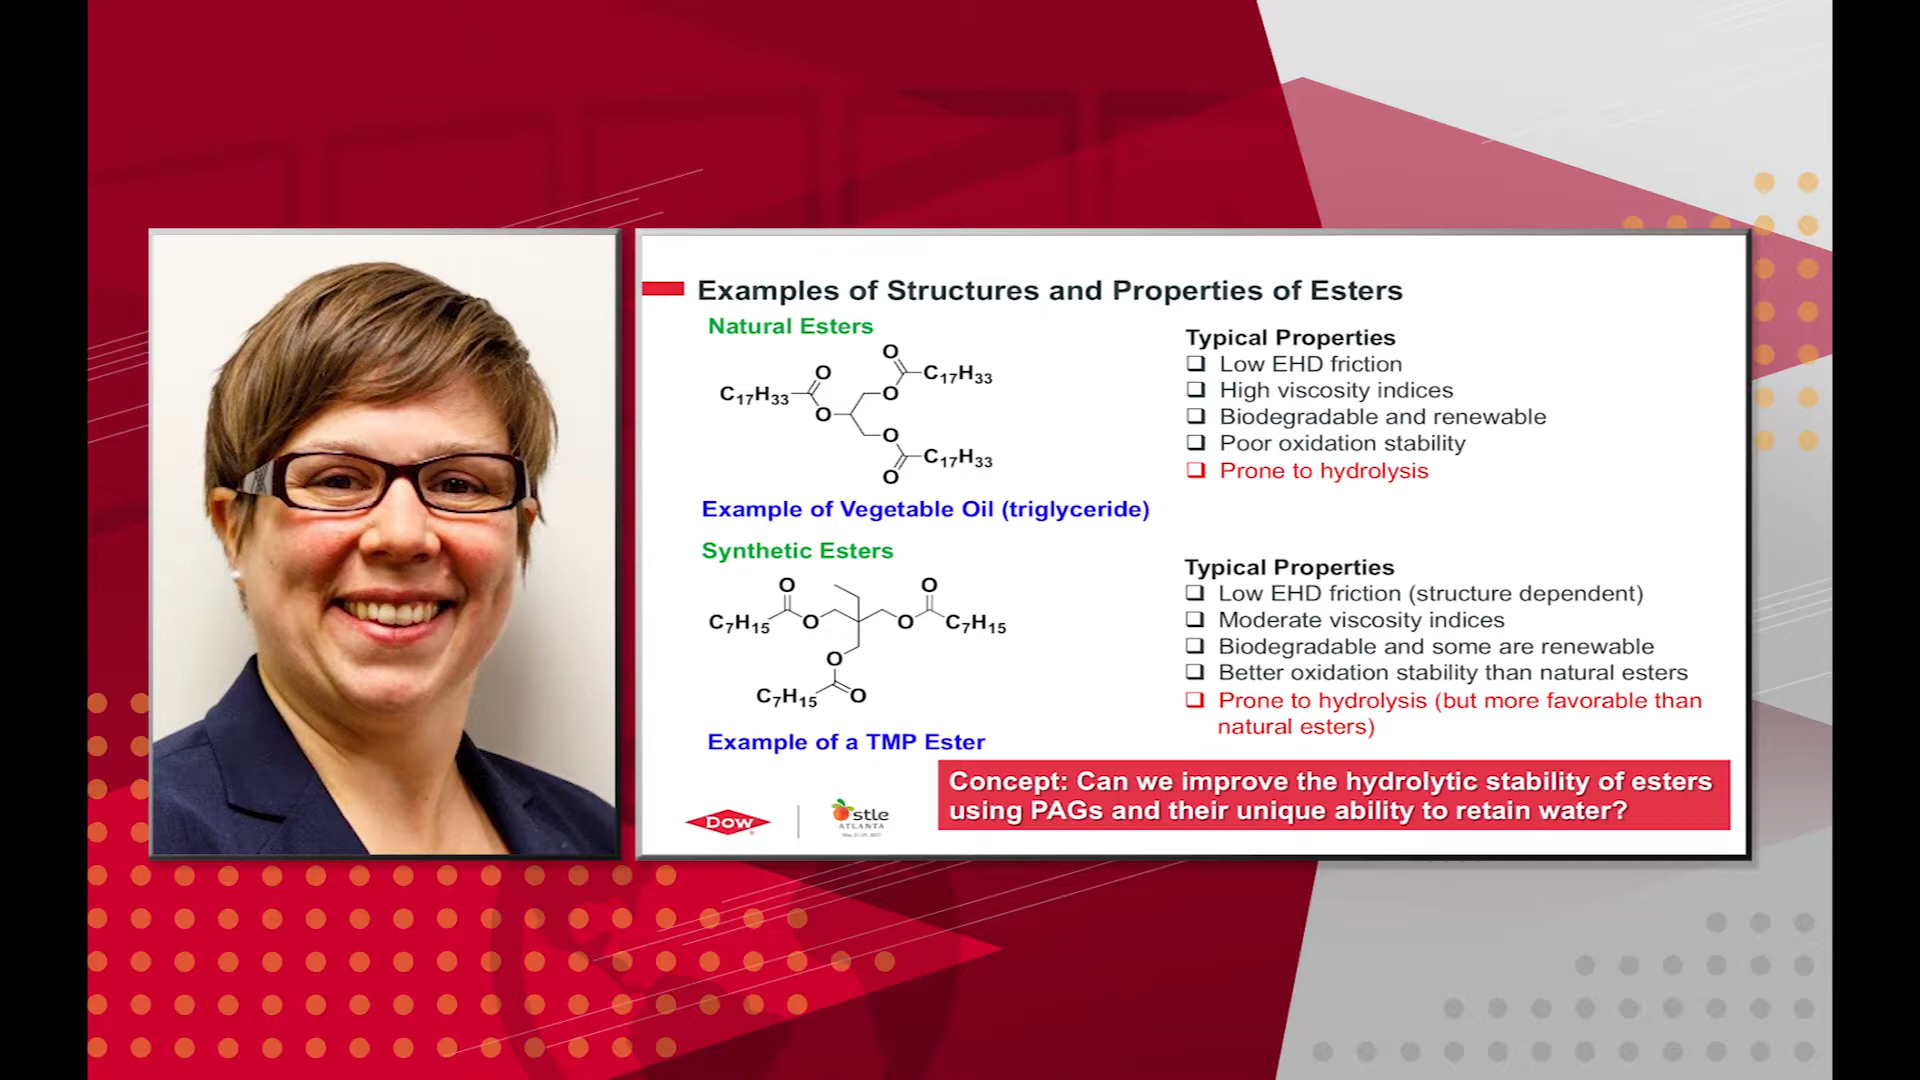 Examples of Structures and Properties of Esters
Natural Esters
O
O
C17H33
C17H33
O
O
O
C17H33
O
Example of Vegetable Oil (triglyceride)
Typical Properties
❑ Low EHD friction
❑ High viscosity indices
❑ Biodegradable and renewable
❑ Poor oxidation stability
❑ Prone to hydrolysis
Synthetic Esters
O
O
C7H15
O
O
C7H15
O
C7H15
O
Example of a TMP Ester
Typical Properties
❑ Low EHD friction (structure dependent)
❑ Moderate viscosity indices
❑ Biodegradable and some are renewable
❑ Better oxidation stability than natural esters
❑ Prone to hydrolysis (but more favorable than
natural esters)
Concept: Can we improve the hydrolytic stability of esters
using PAGs and their unique ability to retain water?
Dow
stle
ATLANTA